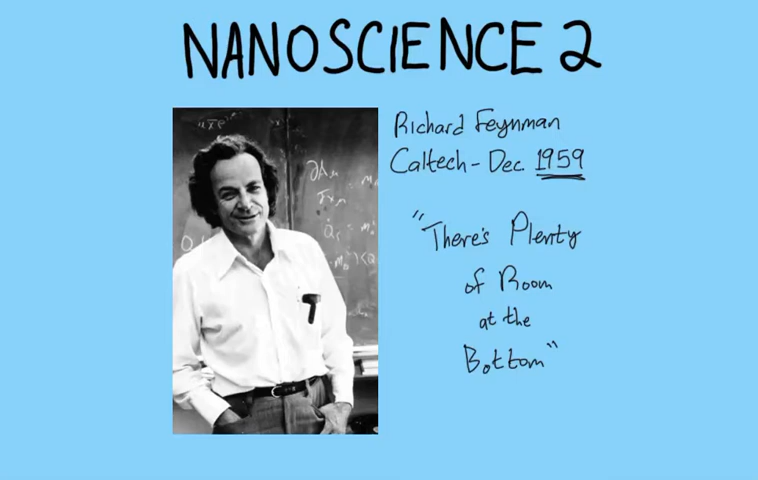 NANOSCIENCE 2
Richard Feynman
Caltech - Dec. 1959
"There's Plenty
of Room
at the
Bottom"